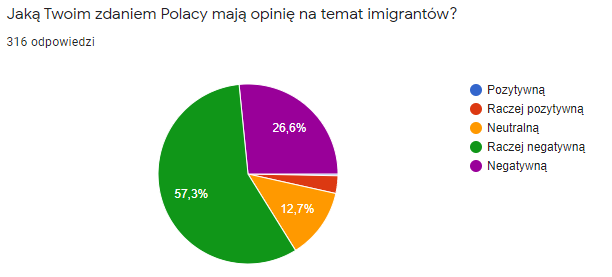 Jaką Twoim zdaniem Polacy mają opinię na temat imigrantów?
316 odpowiedzi
26,6%
57,3%
12,7%
Pozytywną
Raczej pozytywną
Neutralną
Raczej negatywną
Negatywną